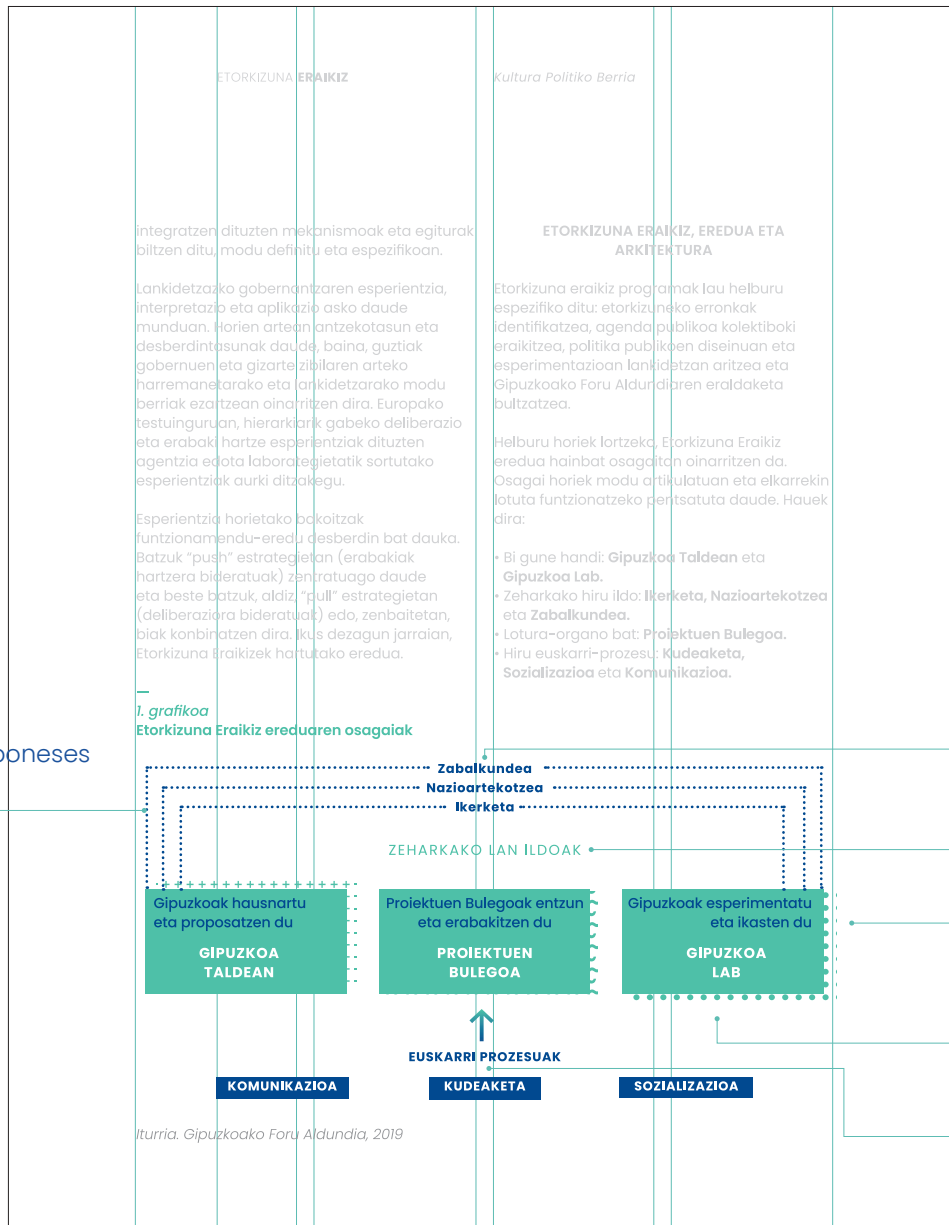 ETORKIZUNA ERAIKIZ
Kultura Politiko Berria
integratzen dituzten mekanismoak eta egiturak
biltzen ditu, modu definitu eta espezifikoan.
Lankidetzazko gobernantzaren esperientzia,
interpretazio eta aplikazio asko daude
munduan. Horien artean antzekotasun eta
desberdintasunak daude, baina, guztiak
gobernuen eta gizarte zibilaren arteko
harremanetarako eta lankidetzarako modu
berriak ezartzean oinarritzen dira. Europako
testuinguruan, hierarkiarik gabeko deliberazio
eta erabaki hartze esperientziak dituzten
agentzia edota laborategietatik sortutako
esperientziak aurki ditzakegu.
Esperientzia horietako bakoitzak
funtzionamendu-eredu desberdin bat dauka.
Batzuk “push” estrategietan (erabakiak
hartzera bideratuak) zentratuago daude
eta beste batzuk, aldiz, “pull” estrategietan
(deliberaziora bideratuak) edo, zenbaitetan,
biak konbinatzen dira. Ikus dezagun jarraian,
Etorkizuna Eraikizek hartutako eredua.
ETORKIZUNA ERAIKIZ, EREDUA ETA
ARKITEKTURA
Etorkizuna eraikiz programak lau helburu
espezifiko ditu: etorkizuneko erronkak
identifikatzea, agenda publikoa kolektiboki
eraikitzea, politika publikoen diseinuan eta
esperimentazioan lankidetzan aritzea eta
Gipuzkoako Foru Aldundiaren eraldaketa
bultzatzea.
Helburu horiek lortzeko, Etorkizuna Eraikiz
eredua hainbat osagaitan oinarritzen da.
Osagai horiek modu artikulatuan eta elkarrekin
lotuta funtzionatzeko pentsatuta daude. Hauek
dira:
• Bi gune handi: Gipuzkoa Taldean eta
Gipuzkoa Lab.
• Zeharkako hiru ildo: Ikerketa, Nazioartekotzea
eta Zabalkundea.
• Lotura-organo bat: Proiektuen Bulegoa.
• Hiru euskarri-prozesu: Kudeaketa,
Sozializazioa eta Komunikazioa.
1. grafikoa
Etorkizuna Eraikiz ereduaren osagaiak
poneses
Zabalkundea
Nazioartekotzea
Ikerketa
ZEHARKAKO LAN ILDOAK
Gipuzkoak hausnartu
eta proposatzen du
GIPUZKOA
TALDEAN
Proiektuen Bulegoak entzun
eta erabakitzen du
PROIEKTUEN
BULEGOA
Gipuzkoak esperimentatu
eta ikasten du
GIPUZKOA
LAB
EUSKARRI PROZESUAK
KOMUNIKAZIOA
KUDEAKETA
SOZIALIZAZIOA
Iturria. Gipuzkoako Foru Aldundia, 2019